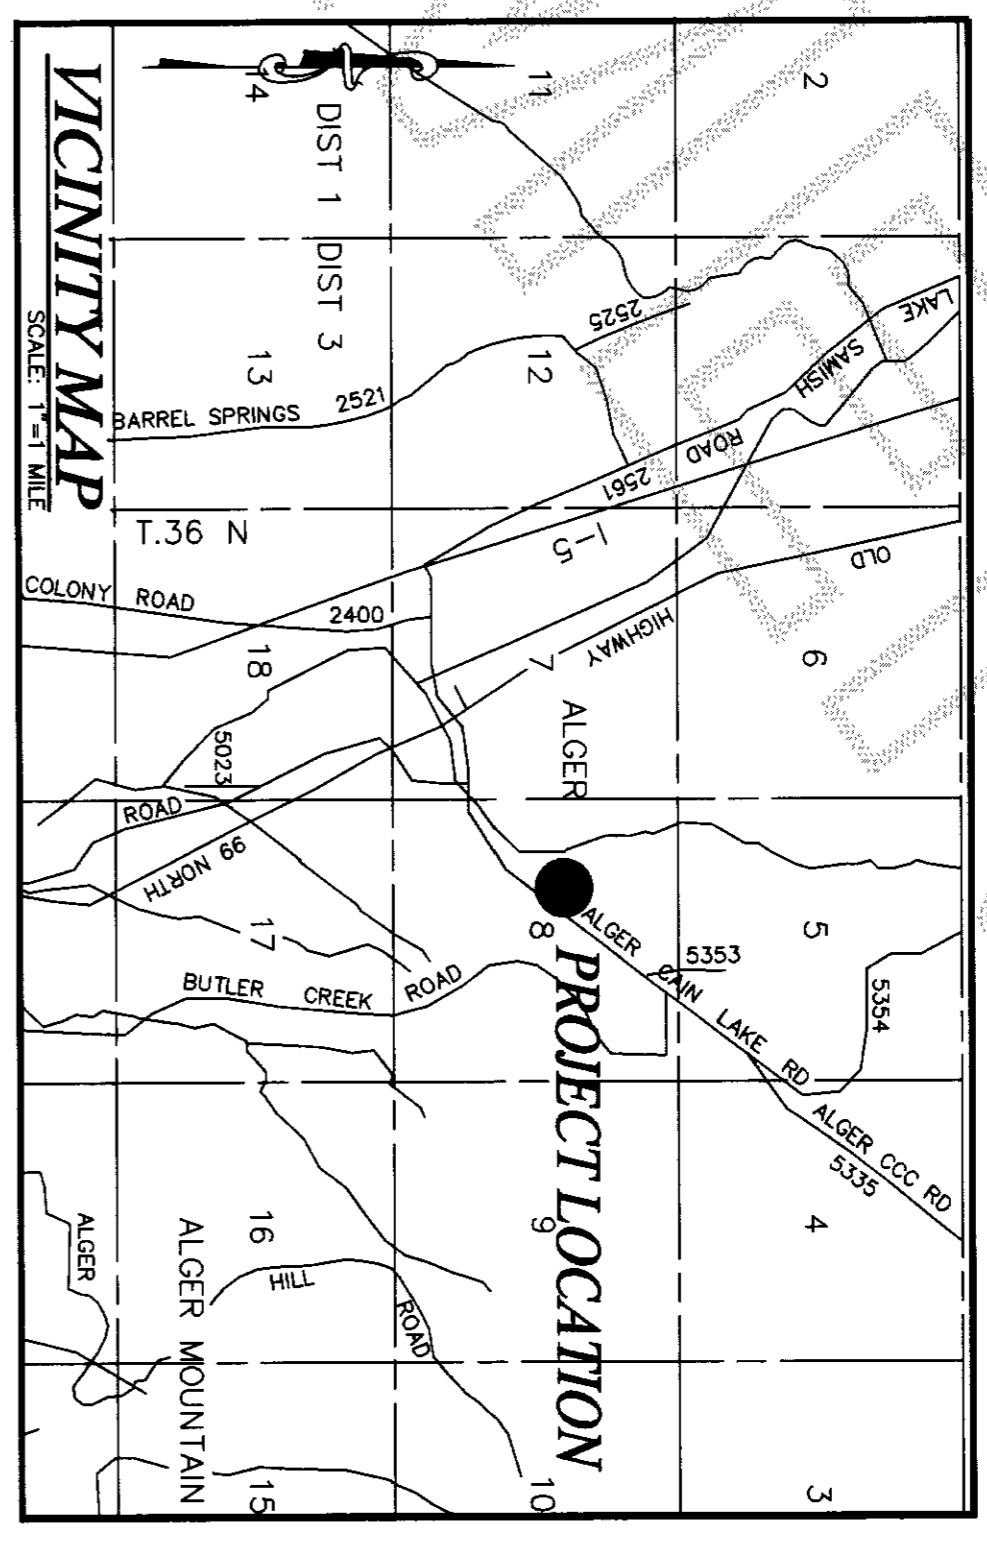 2
11
14
DIST 1
DIST 3
LAKE
SAMISH
ROAD
2561
2525
12
13
2521
BARREL SPRINGS
T.36 N
I-5
OLD
HIGHWAY
6
7
COLONY ROAD
2400
18
ALGER
5023
ROAD
99 NORTH
5
8
17
ALGER
CAIN
LAKE
RD
5353
5354
BUTLER CREEK ROAD
PROJECT LOCATION
ALGER CCC RD
5335
4
9
16
HILL
ROAD
ALGER
ALGER MOUNTAIN
3
10
15
VICINITY MAP
SCALE: 1"=1 MILE